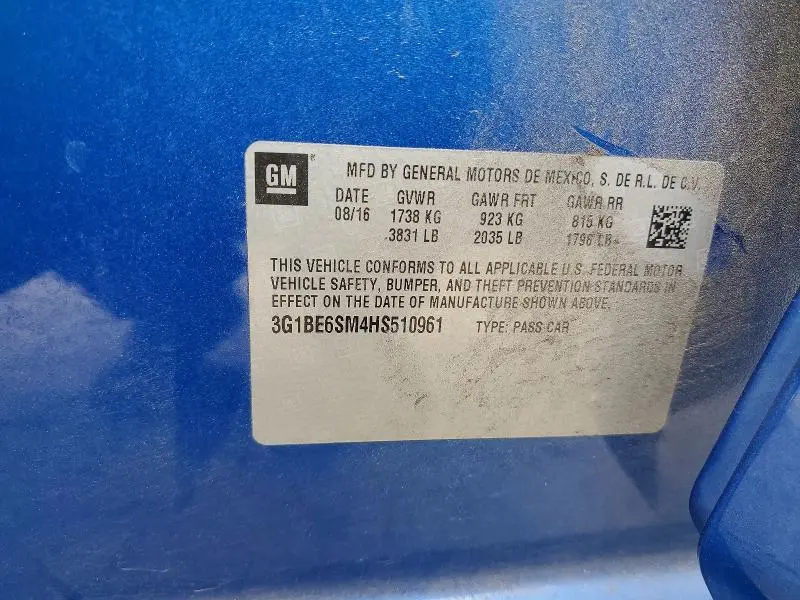 GM® MFD BY GENERAL MOTORS DE MEXICO, S. DE R.L. DE C.V.
DATE GVWR GAWR FRT GAWR RR
08/16 1738 KG 923 KG 815 KG
3831 LB 2035 LB 1796 LB
THIS VEHICLE CONFORMS TO ALL APPLICABLE U.S. FEDERAL MOTOR
VEHICLE SAFETY, BUMPER, AND THEFT PREVENTION STANDARDS IN
EFFECT ON THE DATE OF MANUFACTURE SHOWN ABOVE.
3G1BE6SM4HS510961 TYPE: PASS CAR